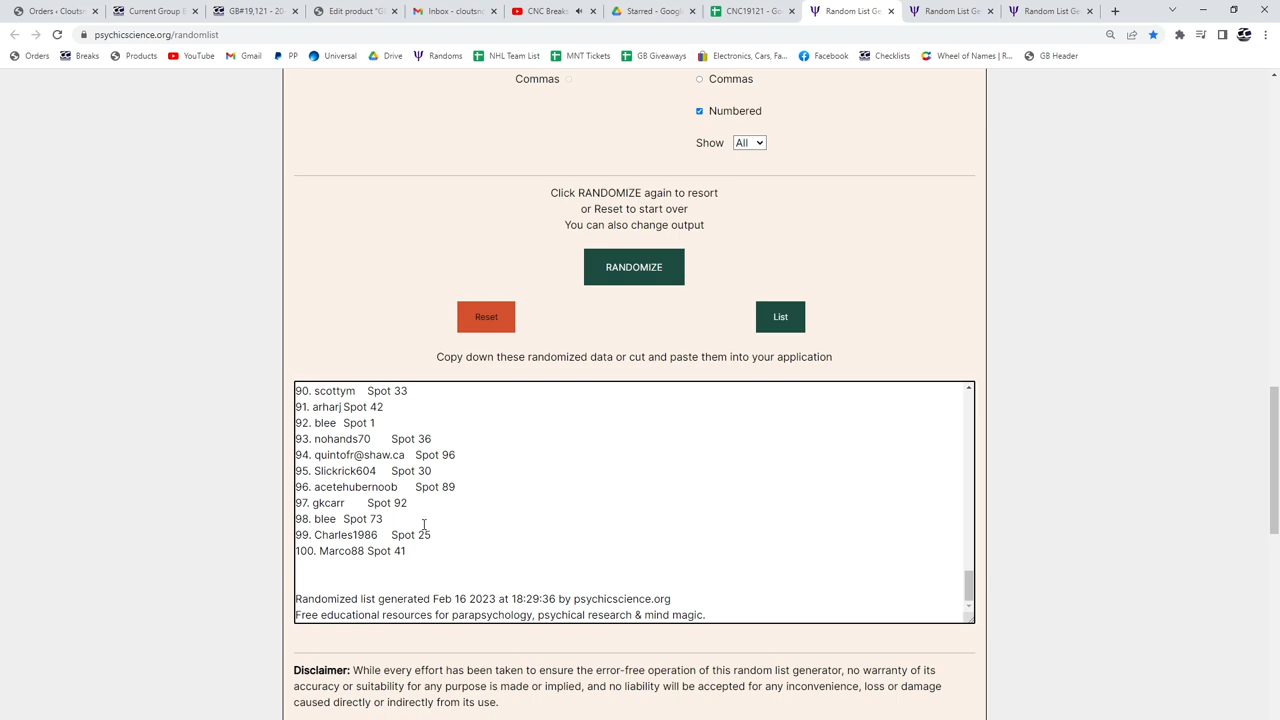 Orders ‹ cloutsn
Current Group E
GB#19,121 - 20
Edit product "G
Inbox - cloutsno
CNC Breaks
Starred - Google
CNC19121
Random List Ge
Random List Ge
Random List Ge
psychicscience.org/randomlist
Orders
Breaks
Products
YouTube
Gmail
PP
Universal
Drive
Randoms
NHL Team List
MNT Tickets
GB Giveaways
Electronics, Cars, Fa...
Facebook
Checklists
Wheel of Names | R...
GB Header
Commas
Commas
Numbered
Show All
Click RANDOMIZE again to resort
or Reset to start over
You can also change output
RANDOMIZE
Reset
List
Copy down these randomized data or cut and paste them into your application
90. scottym Spot 33
91. arharj Spot 42
92. blee Spot 1
93. nohands70 Spot 36
94. quintofr@shaw.ca Spot 96
95. Slickrick604 Spot 30
96. acetehubernoob Spot 89
97. gkcarr Spot 92
98. blee Spot 73
99. Charles1986 Spot 25
100. Marco88 Spot 41
Randomized list generated Feb 16 2023 at 18:29:36 by psychicscience.org
Free educational resources for parapsychology, psychical research & mind magic.
Disclaimer: While every effort has been taken to ensure the error-free operation of this random list generator, no warranty of its
accuracy or suitability for any purpose is made or implied, and no liability will be accepted for any inconvenience, loss or damage
caused directly or indirectly from its use.